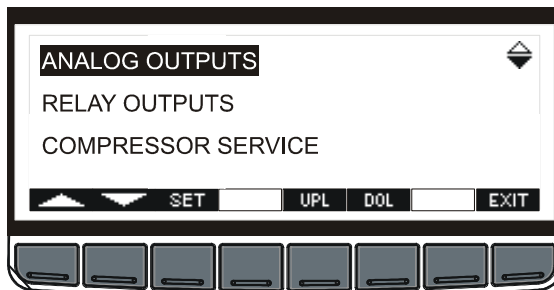 ANALOG OUTPUTS
RELAY OUTPUTS
COMPRESSOR SERVICE
SET UPL DOL EXIT